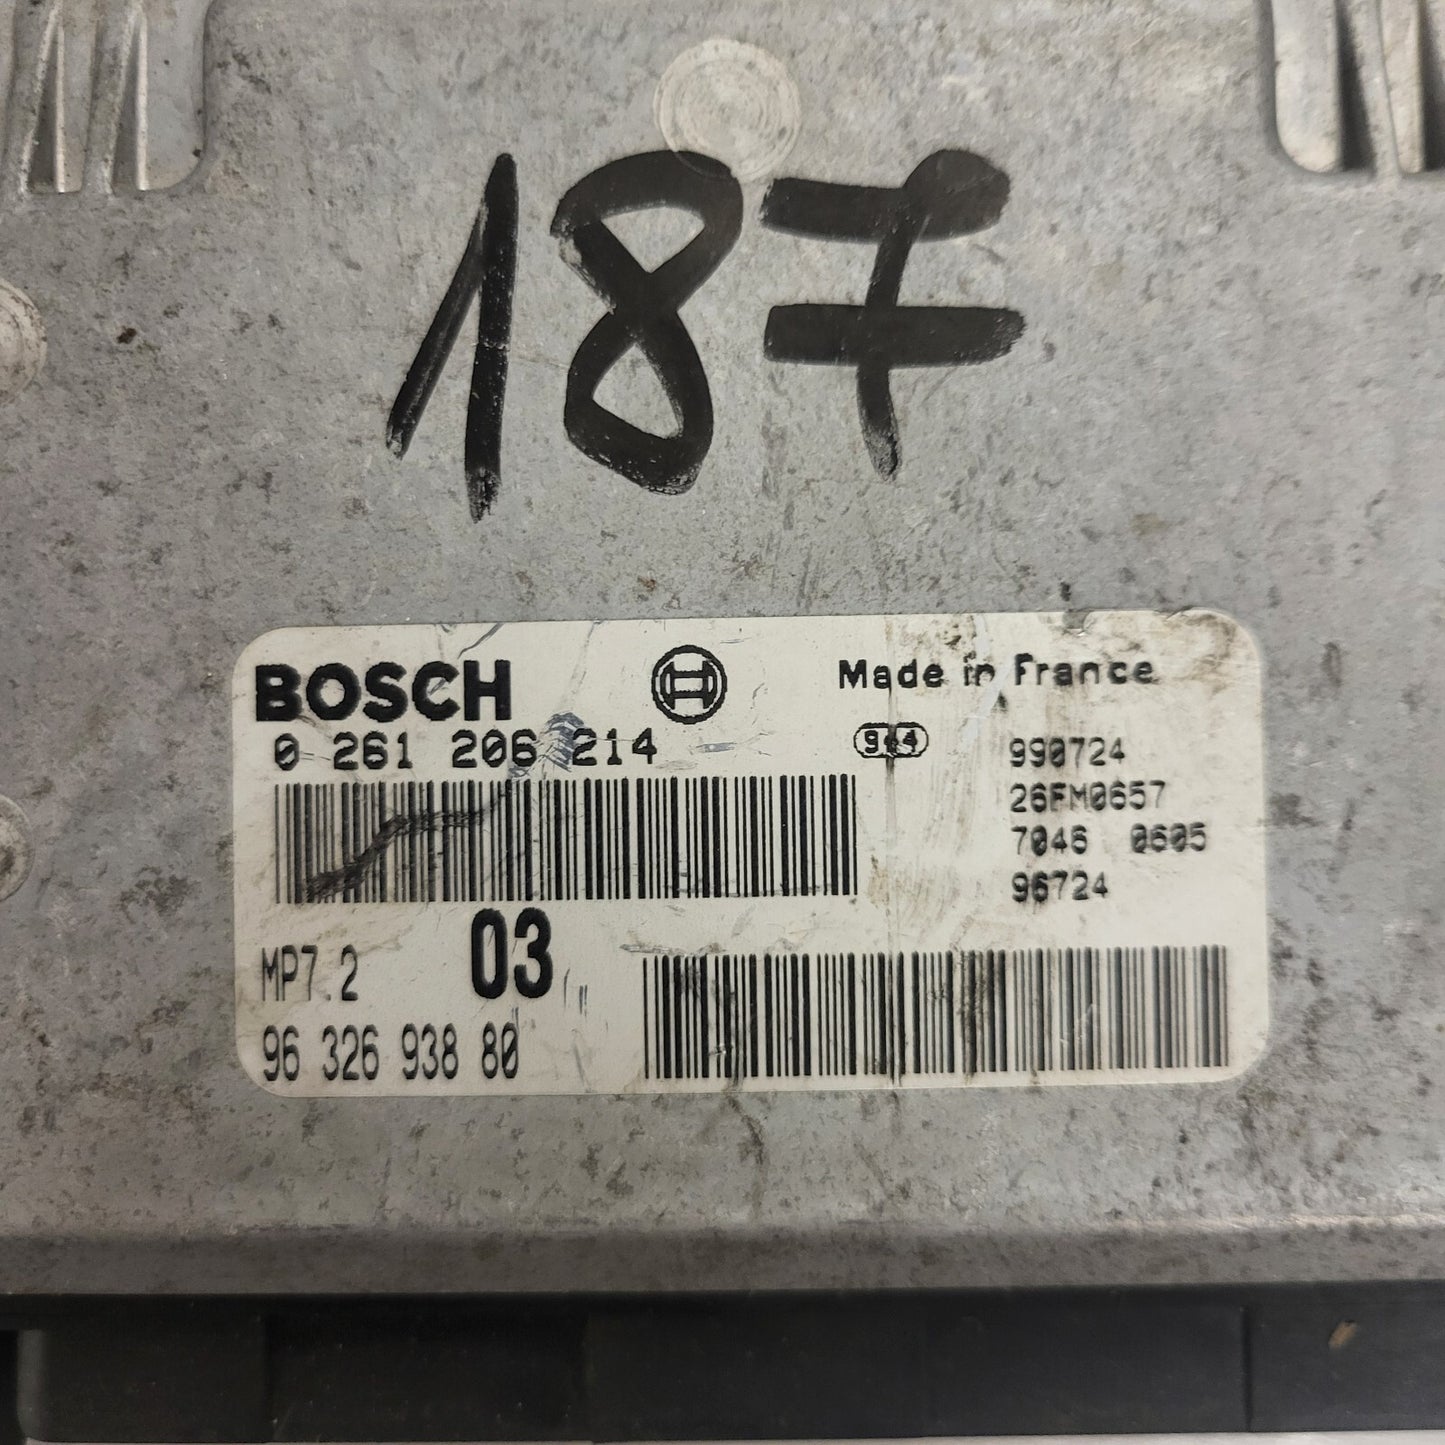 187
BOSCH
Made in France
0 261 206 214
990724
26FM0657
7046 0605
96724
MP7.2 03
96 326 938 80